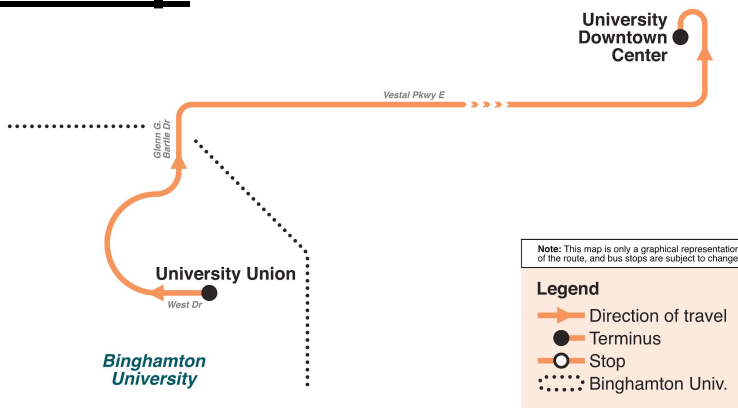 University
Downtown
Center
Vestal Pkwy E
Glenn G.
Bartle Dr
University Union
West Dr
Binghamton
University
Note: This map is only a graphical representation
of the route, and bus stops are subject to change
Legend
Direction of travel
Terminus
Stop
Binghamton Univ.